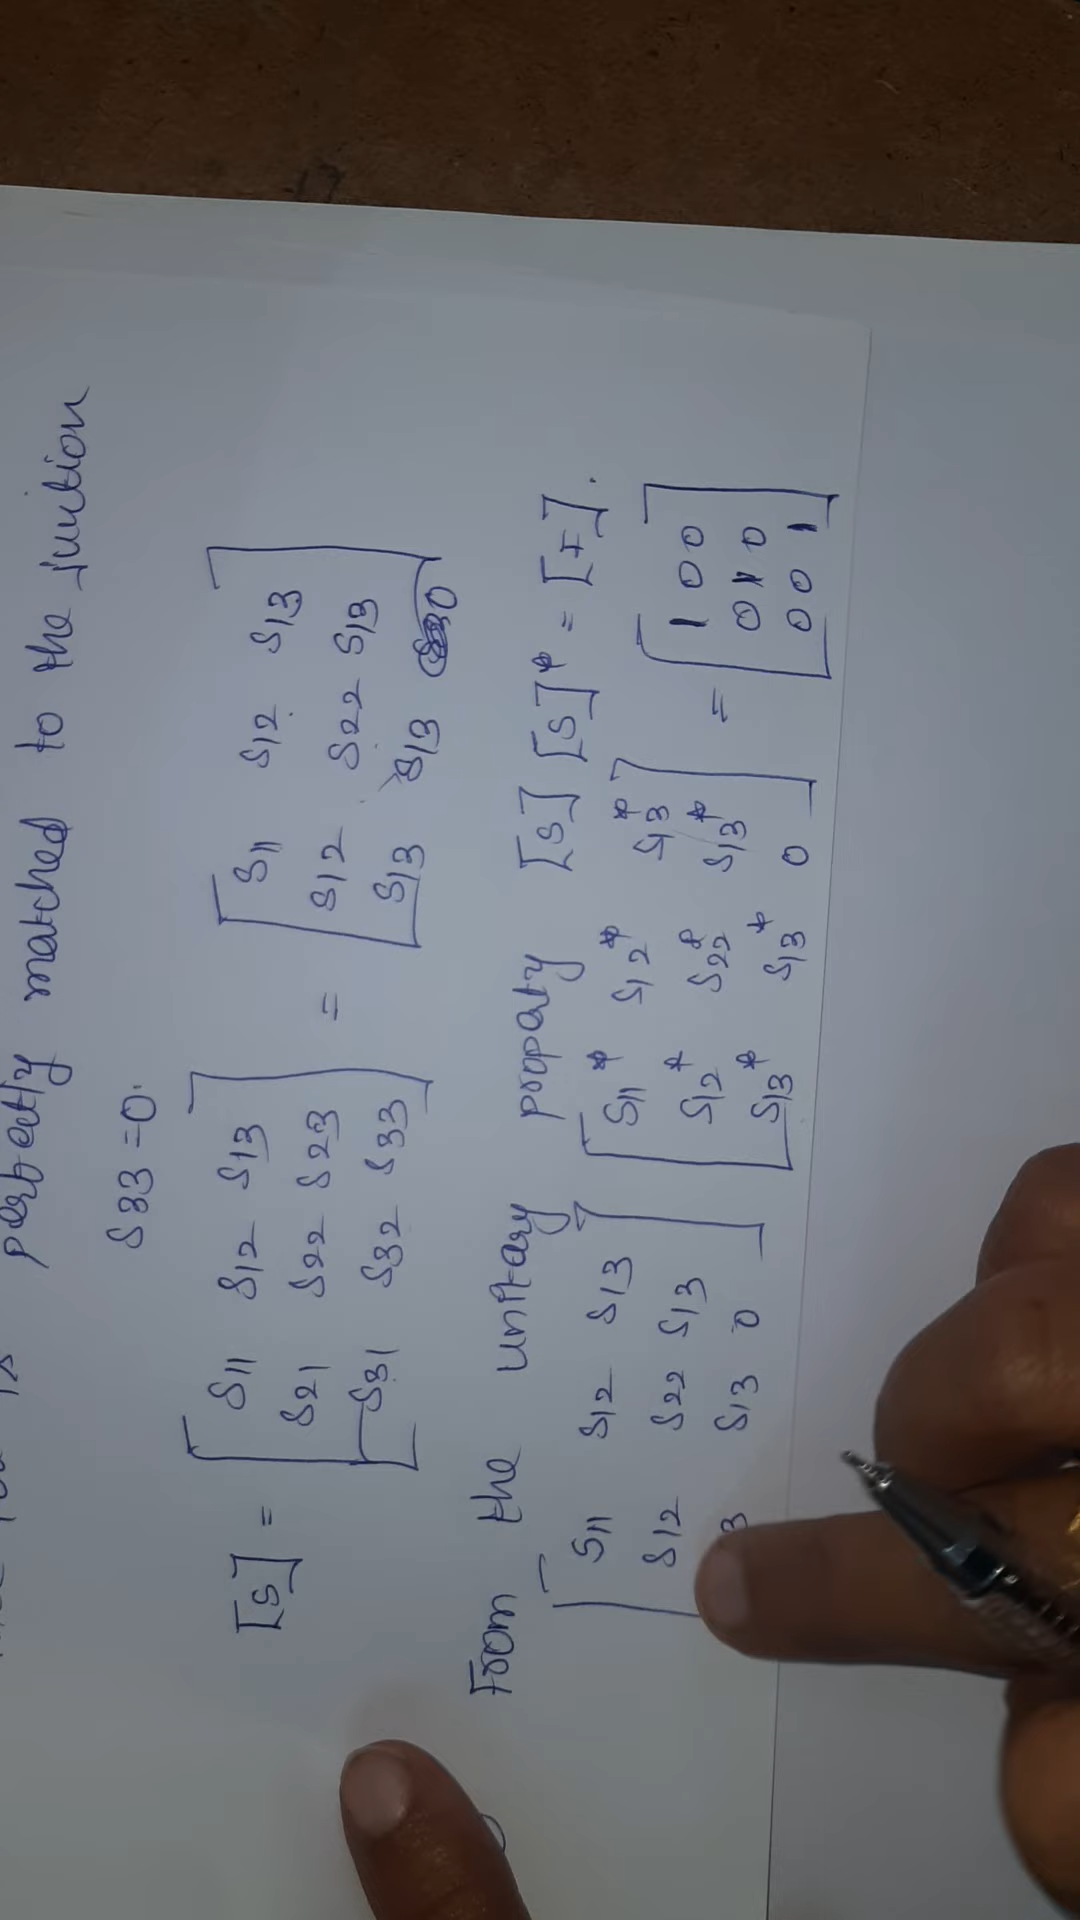 is perfectly matched to the junction
S33 = 0.
[S] = [S11 S12 S13 = [S11 S12 S13
S21 S22 S23 S12 S22 S13
S31 S32 S33] S13 S13 0]
From the unitary property [S] [S]* = [I].
[S11 S12 S13 [S11* S12* S13* = [1 0 0
S12 S22 S13 S12* S22* S13* 0 1 0
3 S13 0] S13* S13* 0] 0 0 1]